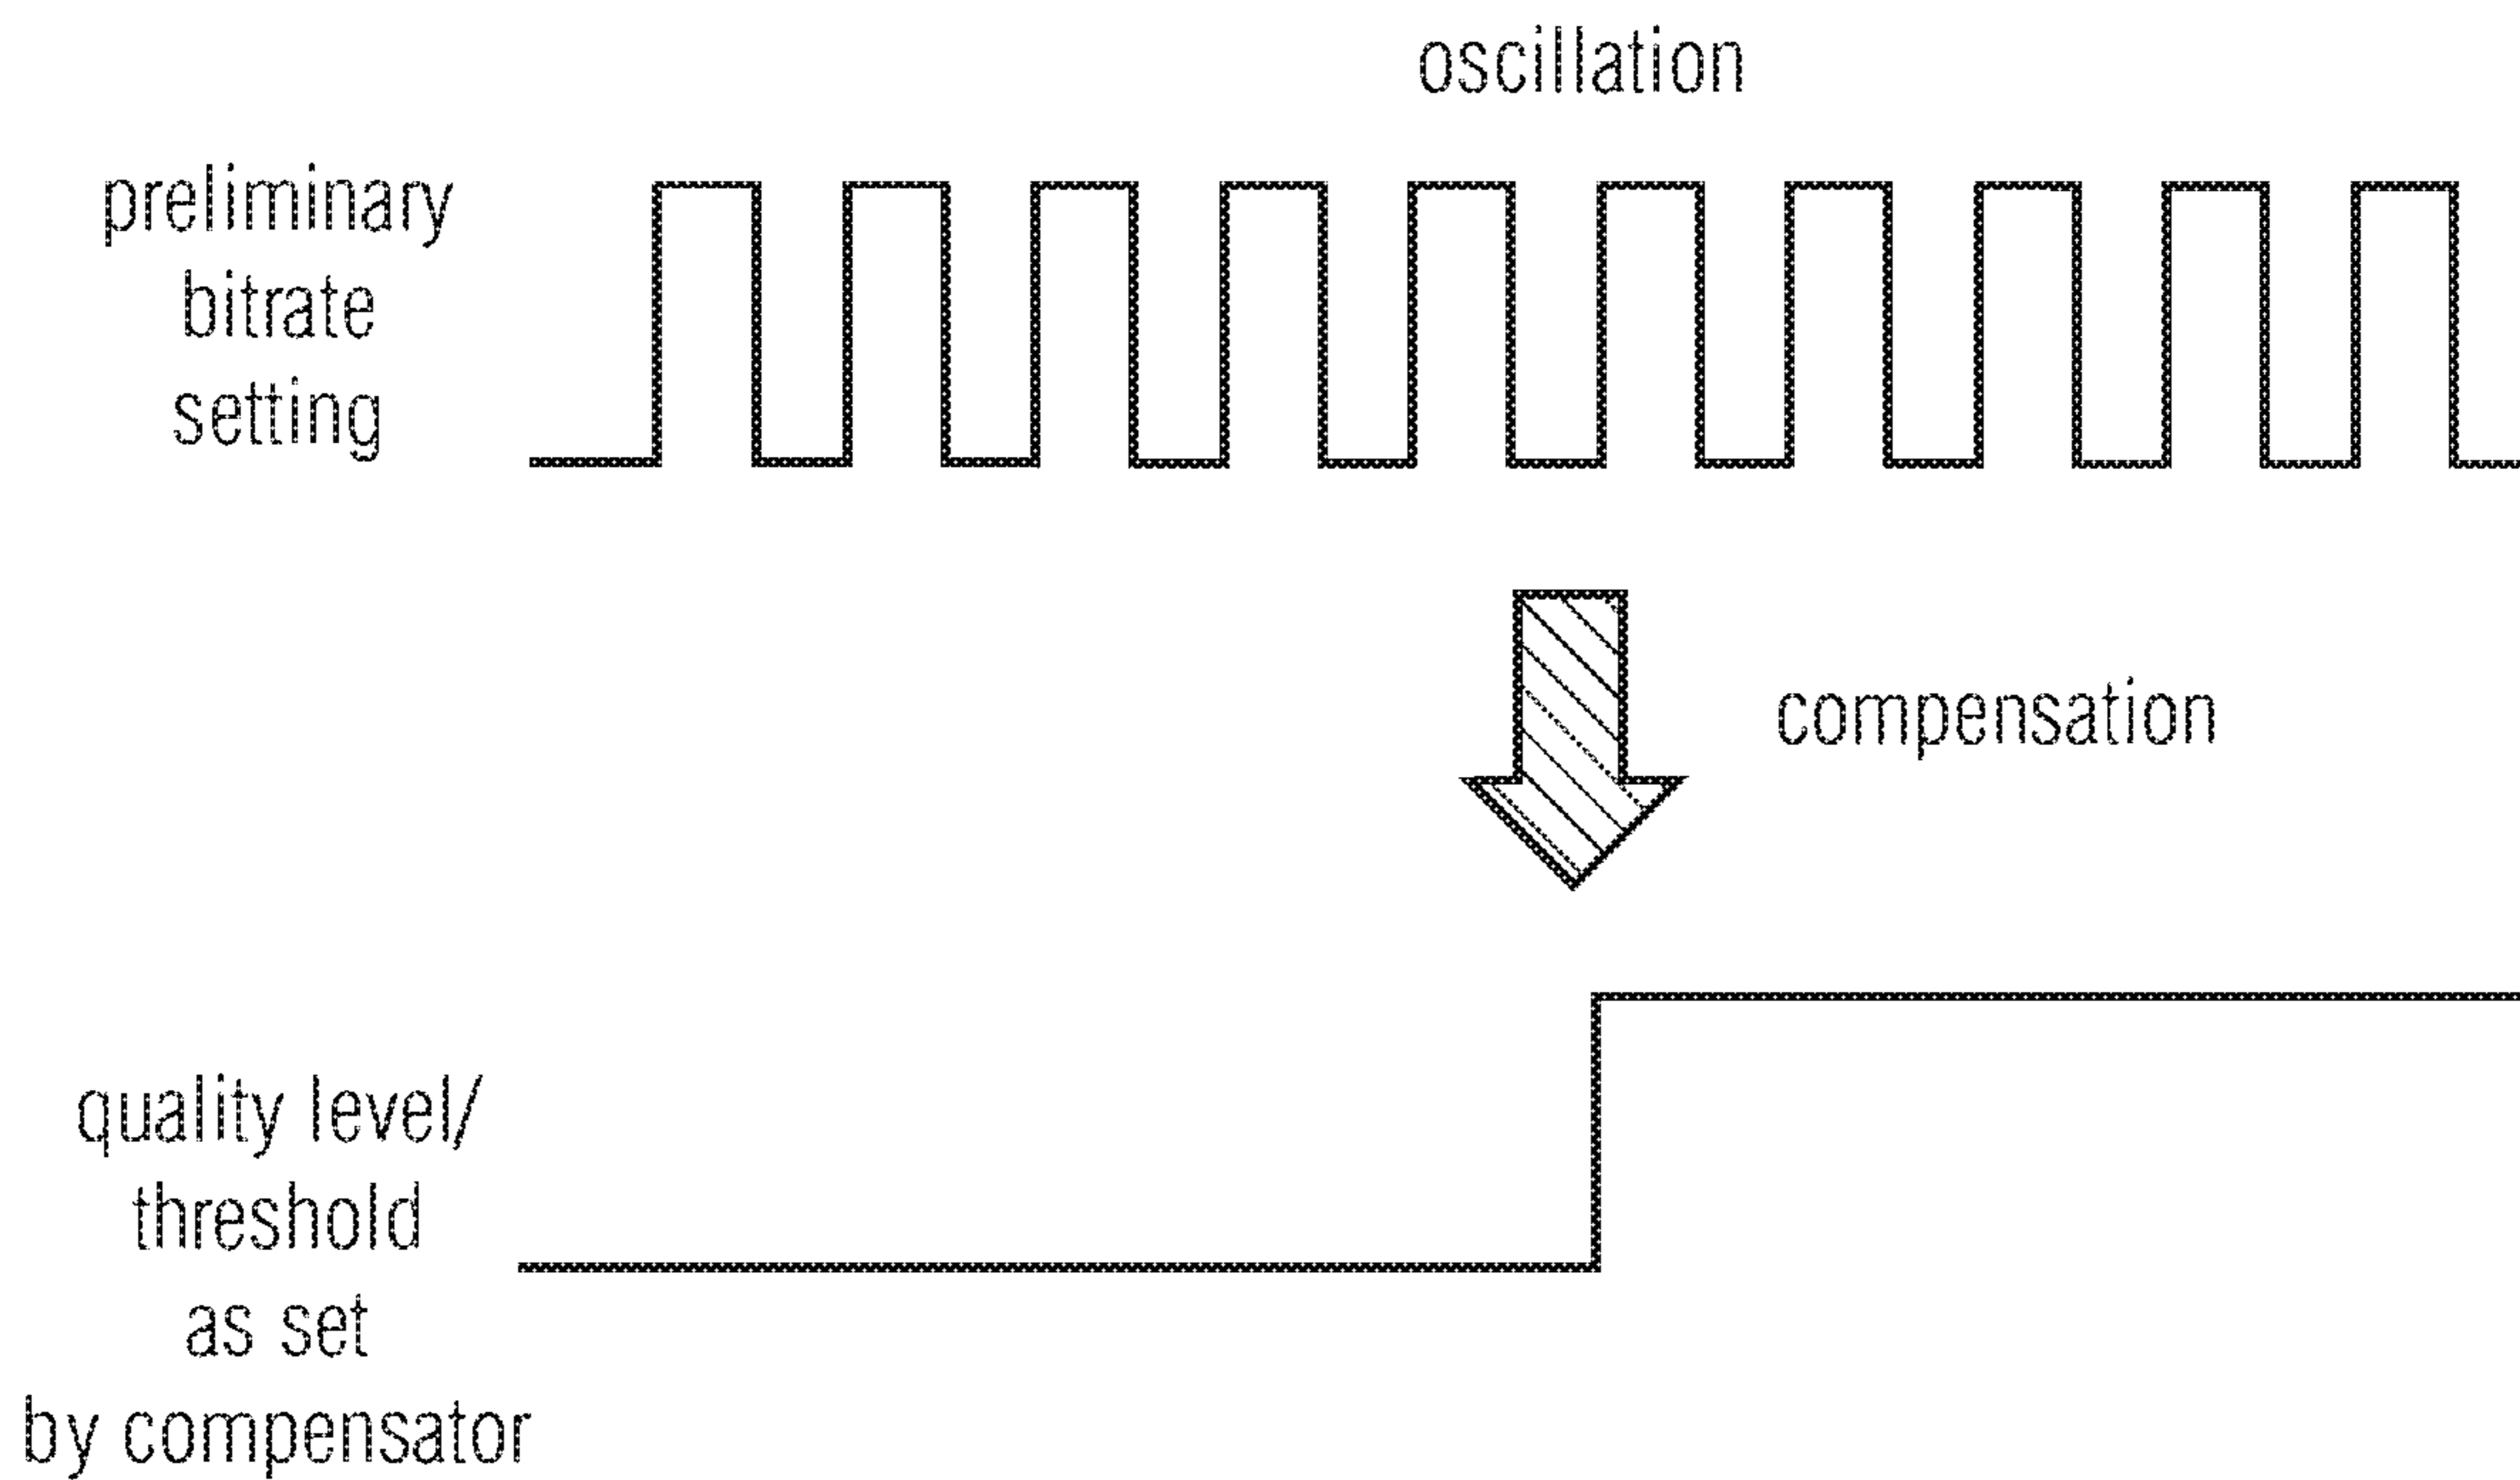 oscillation
preliminary
bitrate
setting
compensation
quality level/
threshold
as set
by compensator